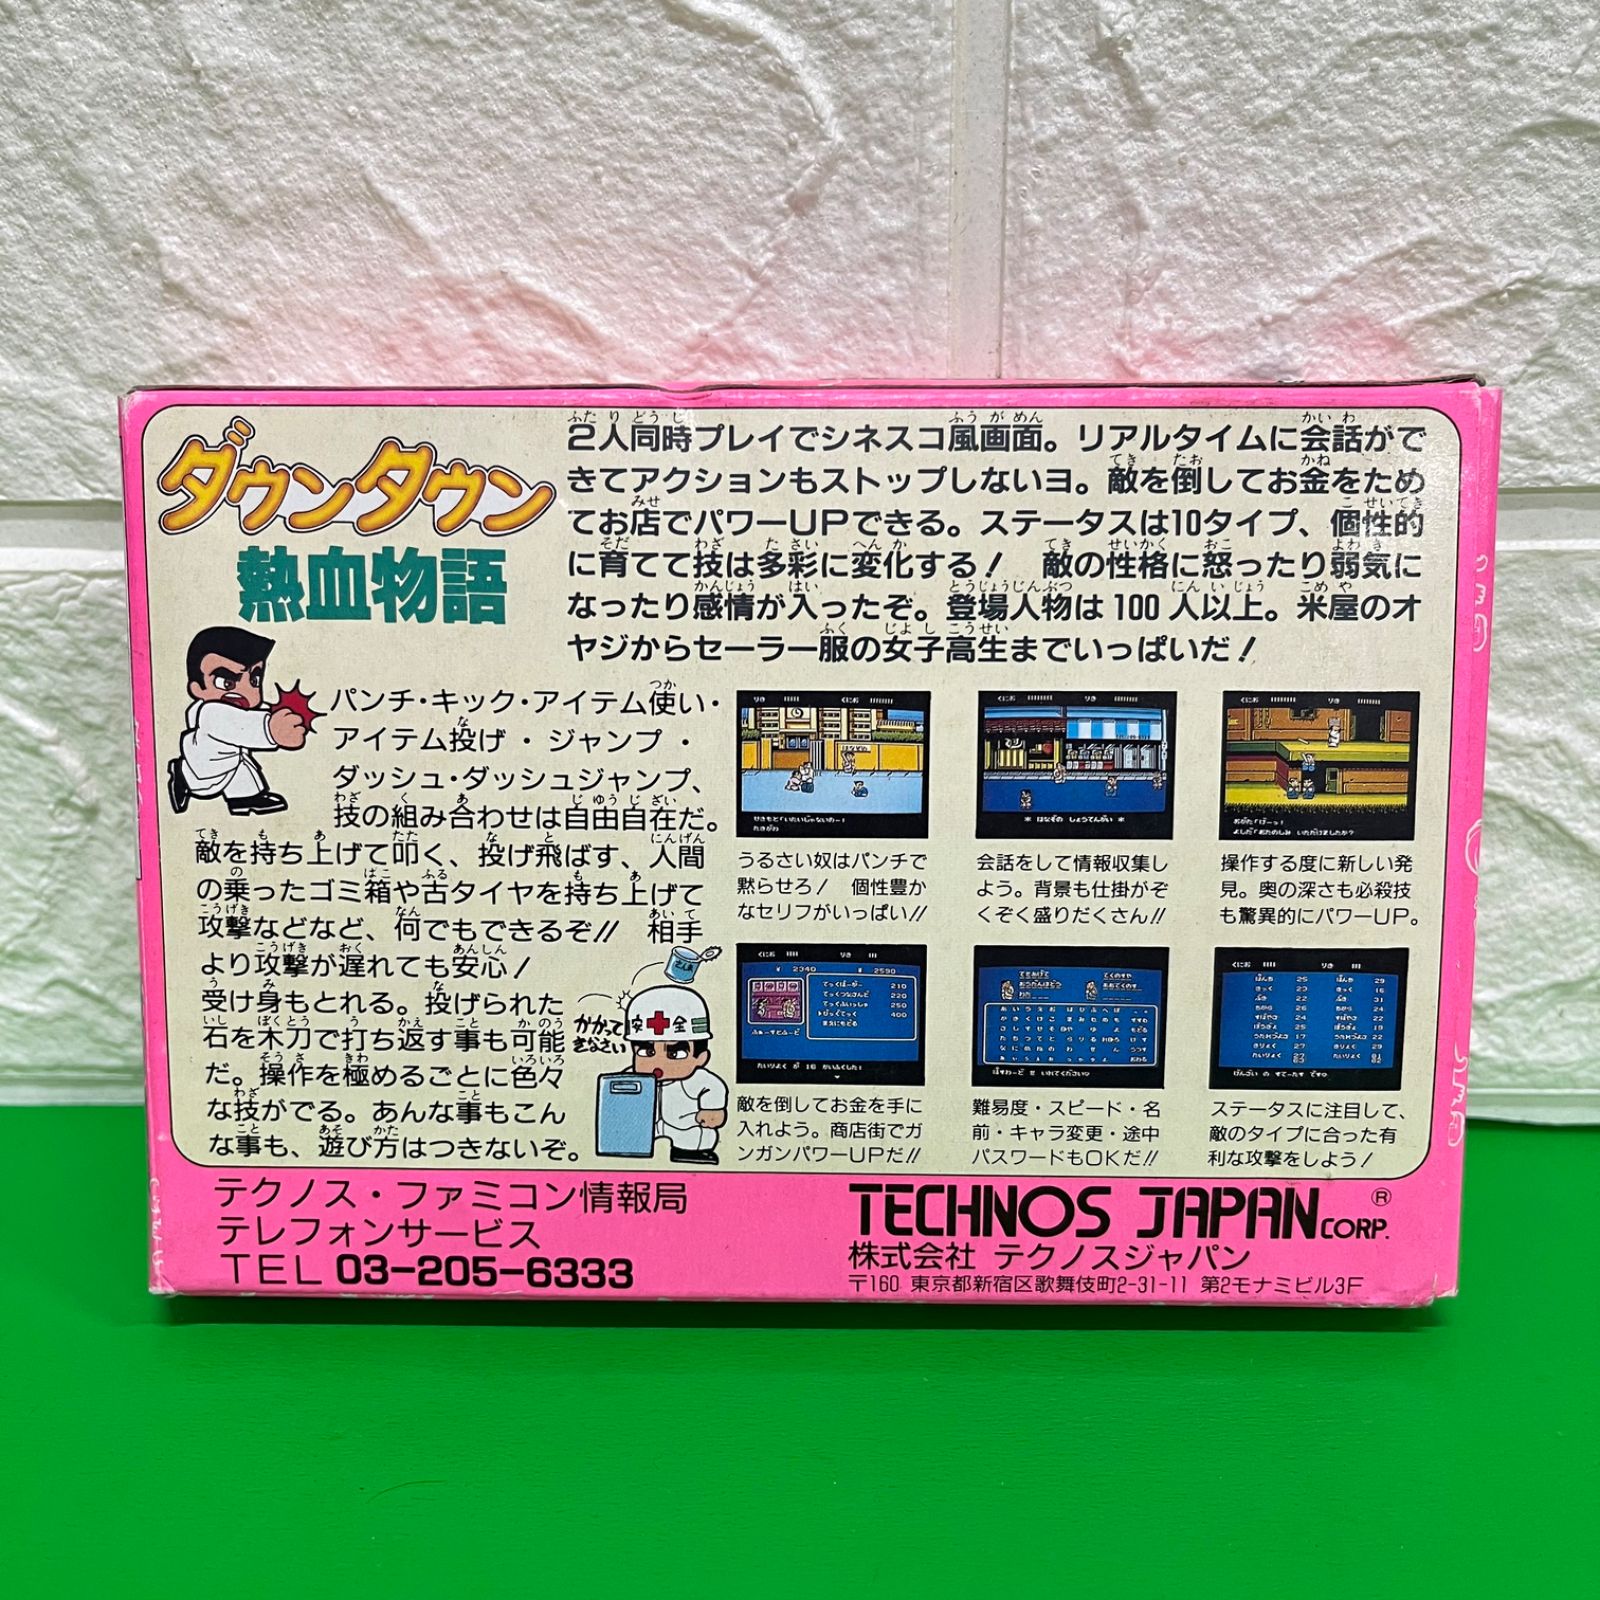 ダウンタウン
熱血物語
2人同時プレイでシネスコ風画面。リアルタイムに会話がで
きてアクションもストップしないヨ。敵を倒してお金をため
てお店でパワーUPできる。ステータスは10タイプ、個性的
に育てて技は多彩に変化する! 敵の性格に怒ったり弱気に
なったり感情が入ったぞ。登場人物は100人以上。米屋のオ
ヤジからセーラー服の女子高生までいっぱいだ!
パンチ・キック・アイテム使い・
アイテム投げ・ジャンプ・
ダッシュ・ダッシュジャンプ、
技の組み合わせは自由自在だ。
敵を持ち上げて叩く、投げ飛ばす、人間
の乗ったゴミ箱や古タイヤを持ち上げて
攻撃などなど、何でもできるぞ!! 相手
より攻撃が遅れても安心!
受け身もとれる。投げられた
石を木刀で打ち返す事も可能
だ。操作を極めるごとに色々
な技がでる。あんな事もこん
な事も、遊び方はつきないぞ。
かかって
きなさい
安全
うるさい奴はパンチで
黙らせろ! 個性豊か
なセリフがいっぱい!!
会話をして情報収集し
よう。背景も仕掛がぞ
くぞく盛りだくさん!!
操作する度に新しい発
見。奥の深さも必殺技
も驚異的にパワーUP。
敵を倒してお金を手に
入れよう。商店街でガ
ンガンパワーUPだ!!
難易度・スピード・名
前・キャラ変更・途中
パスワードもOKだ!!
ステータスに注目して、
敵のタイプに合った有
利な攻撃をしよう!
テクノス・ファミコン情報局
テレフォンサービス
TEL 03-205-6333
TECHNOS JAPAN CORP. ®
株式会社 テクノスジャパン
〒160 東京都新宿区歌舞伎町2-31-11 第2モナミビル3F